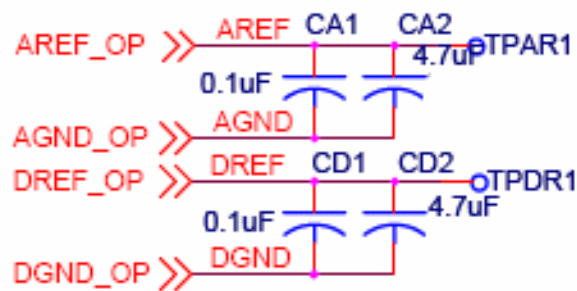 AREF_OP AREF CA1 CA2 TPAR1
0.1uF 4.7uF
AGND_OP AGND
DREF_OP DREF CD1 CD2 TPDR1
0.1uF 4.7uF
DGND_OP DGND